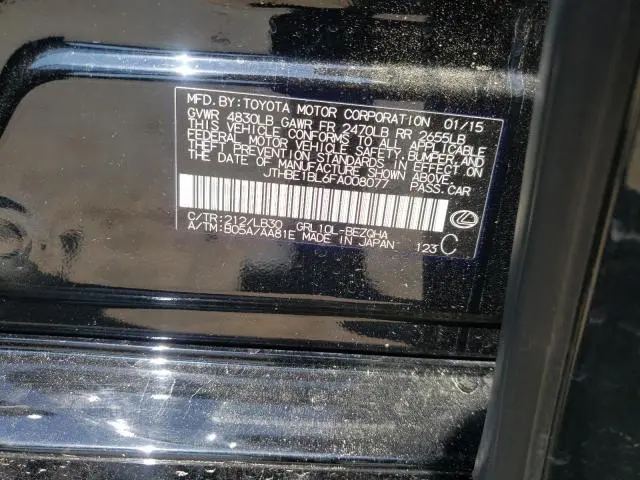 MFD. BY: TOYOTA MOTOR CORPORATION 01/15
GVWR 4830LB GAWR FR 2470LB RR 2655LB
THIS VEHICLE CONFORMS TO ALL APPLICABLE
FEDERAL MOTOR VEHICLE SAFETY, BUMPER, AND
THEFT PREVENTION STANDARDS IN EFFECT ON
THE DATE OF MANUFACTURE SHOWN ABOVE.
JTHBE1BL6FA008077 PASS.CAR
C/TR:212/LB30 GRL10L-BEZQHA
A/TM:B05A/AA81E MADE IN JAPAN 123 C